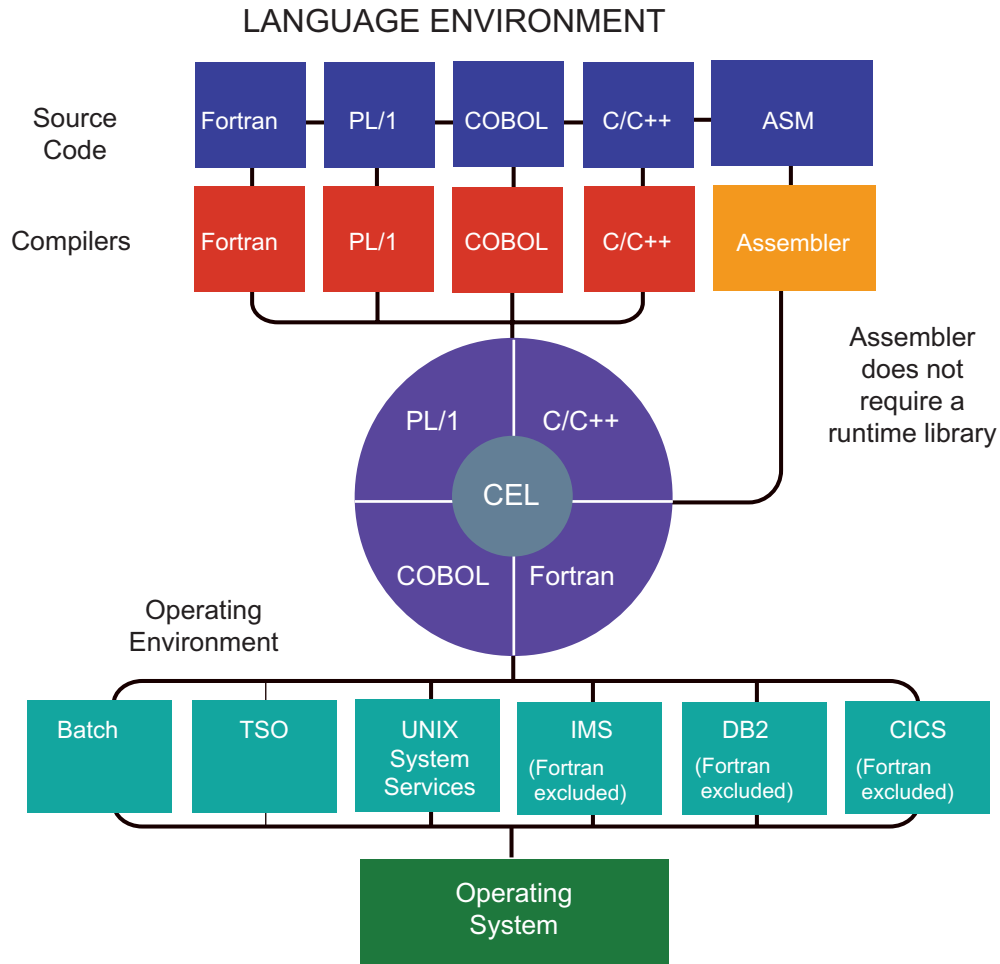 LANGUAGE ENVIRONMENT
Source
Code
Fortran
PL/1
COBOL
C/C++
ASM
Compilers
Fortran
PL/1
COBOL
C/C++
Assembler
Assembler
does not
require a
runtime library
PL/1
C/C++
CEL
COBOL
Fortran
Operating
Environment
Batch
TSO
UNIX
System
Services
IMS
(Fortran
excluded)
DB2
(Fortran
excluded)
CICS
(Fortran
excluded)
Operating
System